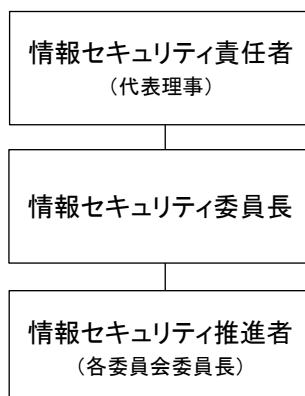 情報セキュリティ責任者
（代表理事）
情報セキュリティ委員長
情報セキュリティ推進者
（各委員会委員長）